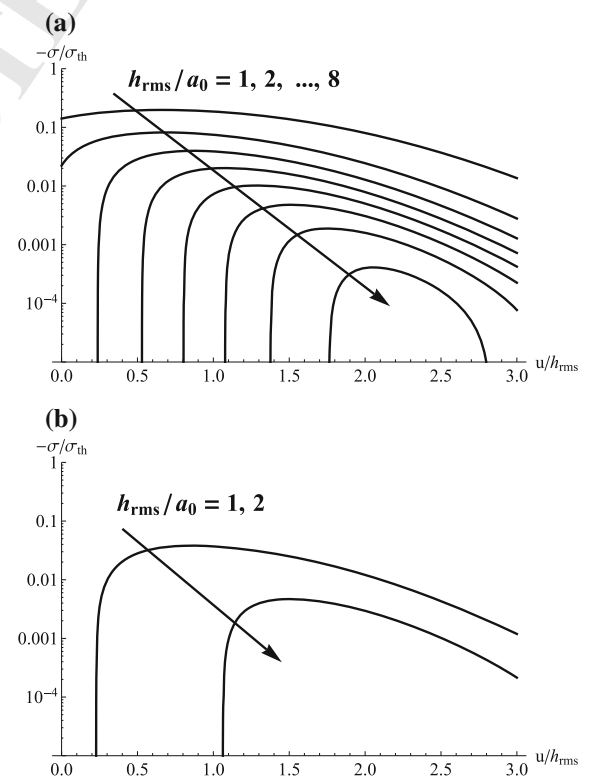 (a)
−σ/σth
hrms/a0 = 1, 2, ..., 8
1
0.1
0.01
0.001
10−4
0.0 0.5 1.0 1.5 2.0 2.5 3.0 u/hrms
(b)
−σ/σth
hrms/a0 = 1, 2
1
0.1
0.01
0.001
10−4
0.0 0.5 1.0 1.5 2.0 2.5 3.0 u/hrms